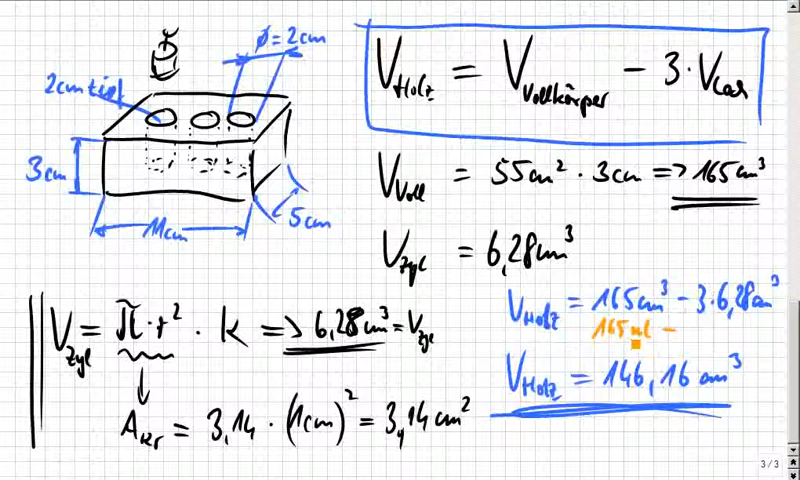 ∅ = 2cm
2cm tief
3cm
11cm
5cm
V_Holz = V_Vollkörper − 3 · V
V_Voll = 55cm² · 3cm => 165cm³
V_Zyl = 6,28cm³
V_Holz = 165cm³ − 3·6,28cm³
165ml −
V_Holz = 146,16 cm³
V_Zyl = π·r² · k => 6,28cm³ = V_Zyl
A = 3,14 · (1cm)² = 3,14cm²
3/3